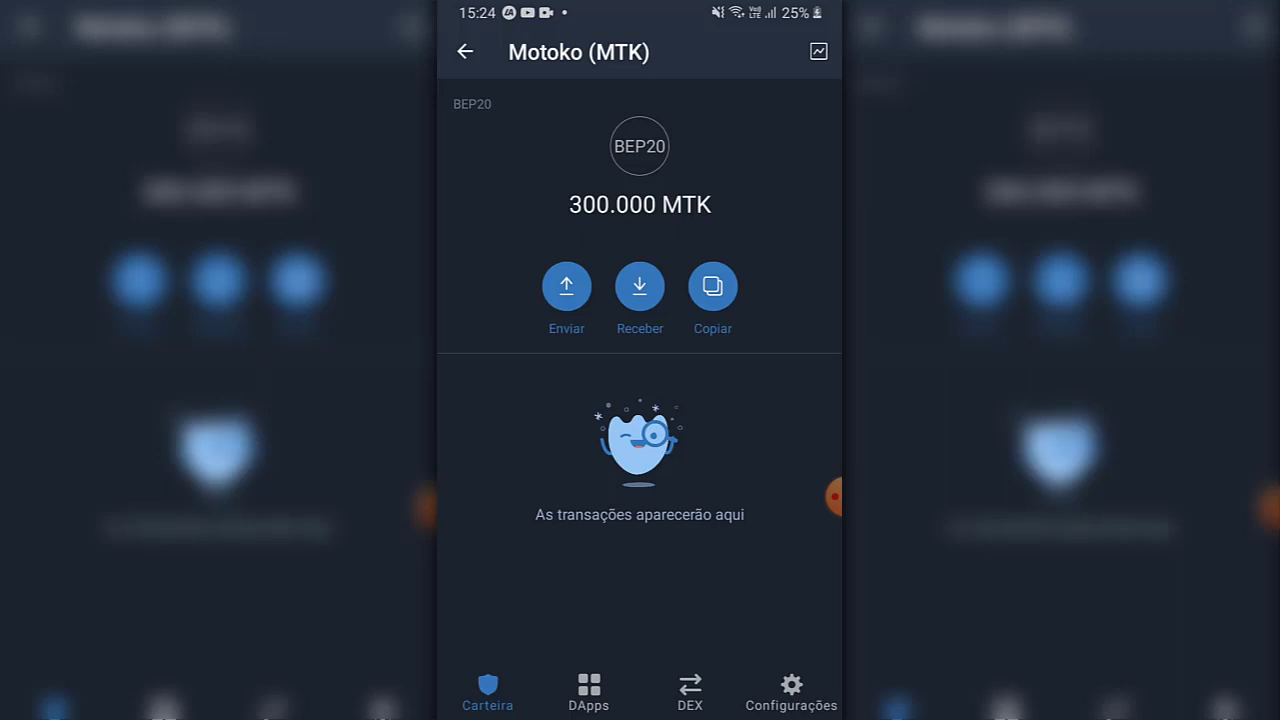 15:24
25%
Motoko (MTK)
BEP20
BEP20
300.000 MTK
Enviar Receber Copiar
As transações aparecerão aqui
Carteira DApps DEX Configurações